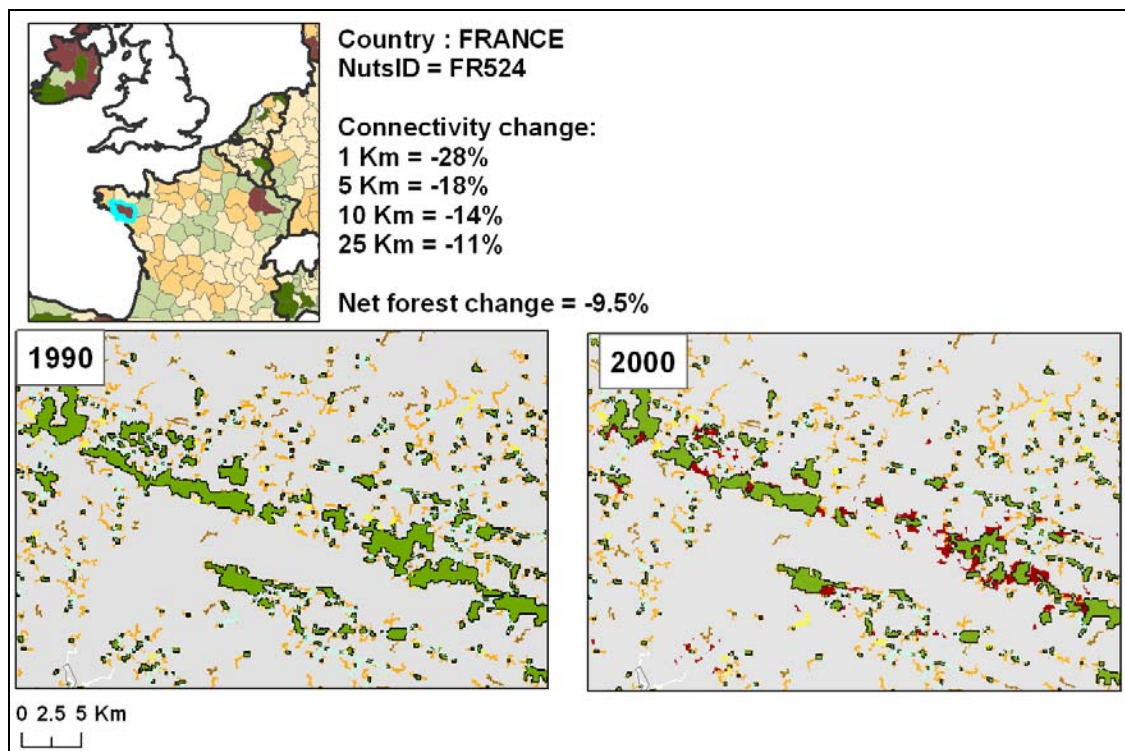 Country : FRANCE
NutsID = FR524
Connectivity change:
1 Km = -28%
5 Km = -18%
10 Km = -14%
25 Km = -11%
Net forest change = -9.5%
1990
2000
0 2.5 5 Km